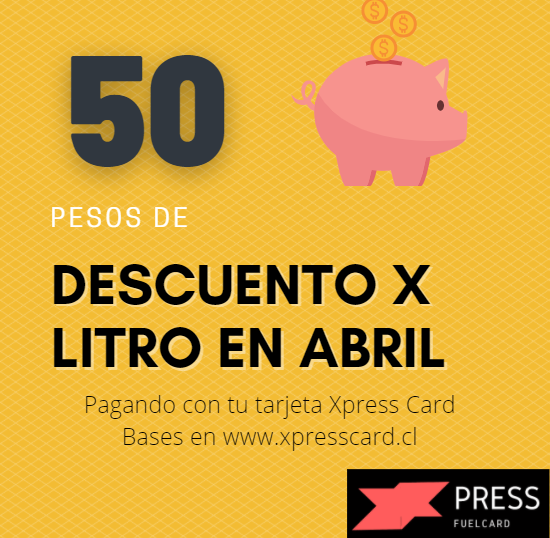 50
PESOS DE
DESCUENTO X
LITRO EN ABRIL
Pagando con tu tarjeta Xpress Card
Bases en www.xpresscard.cl
PRESS
FUELCARD